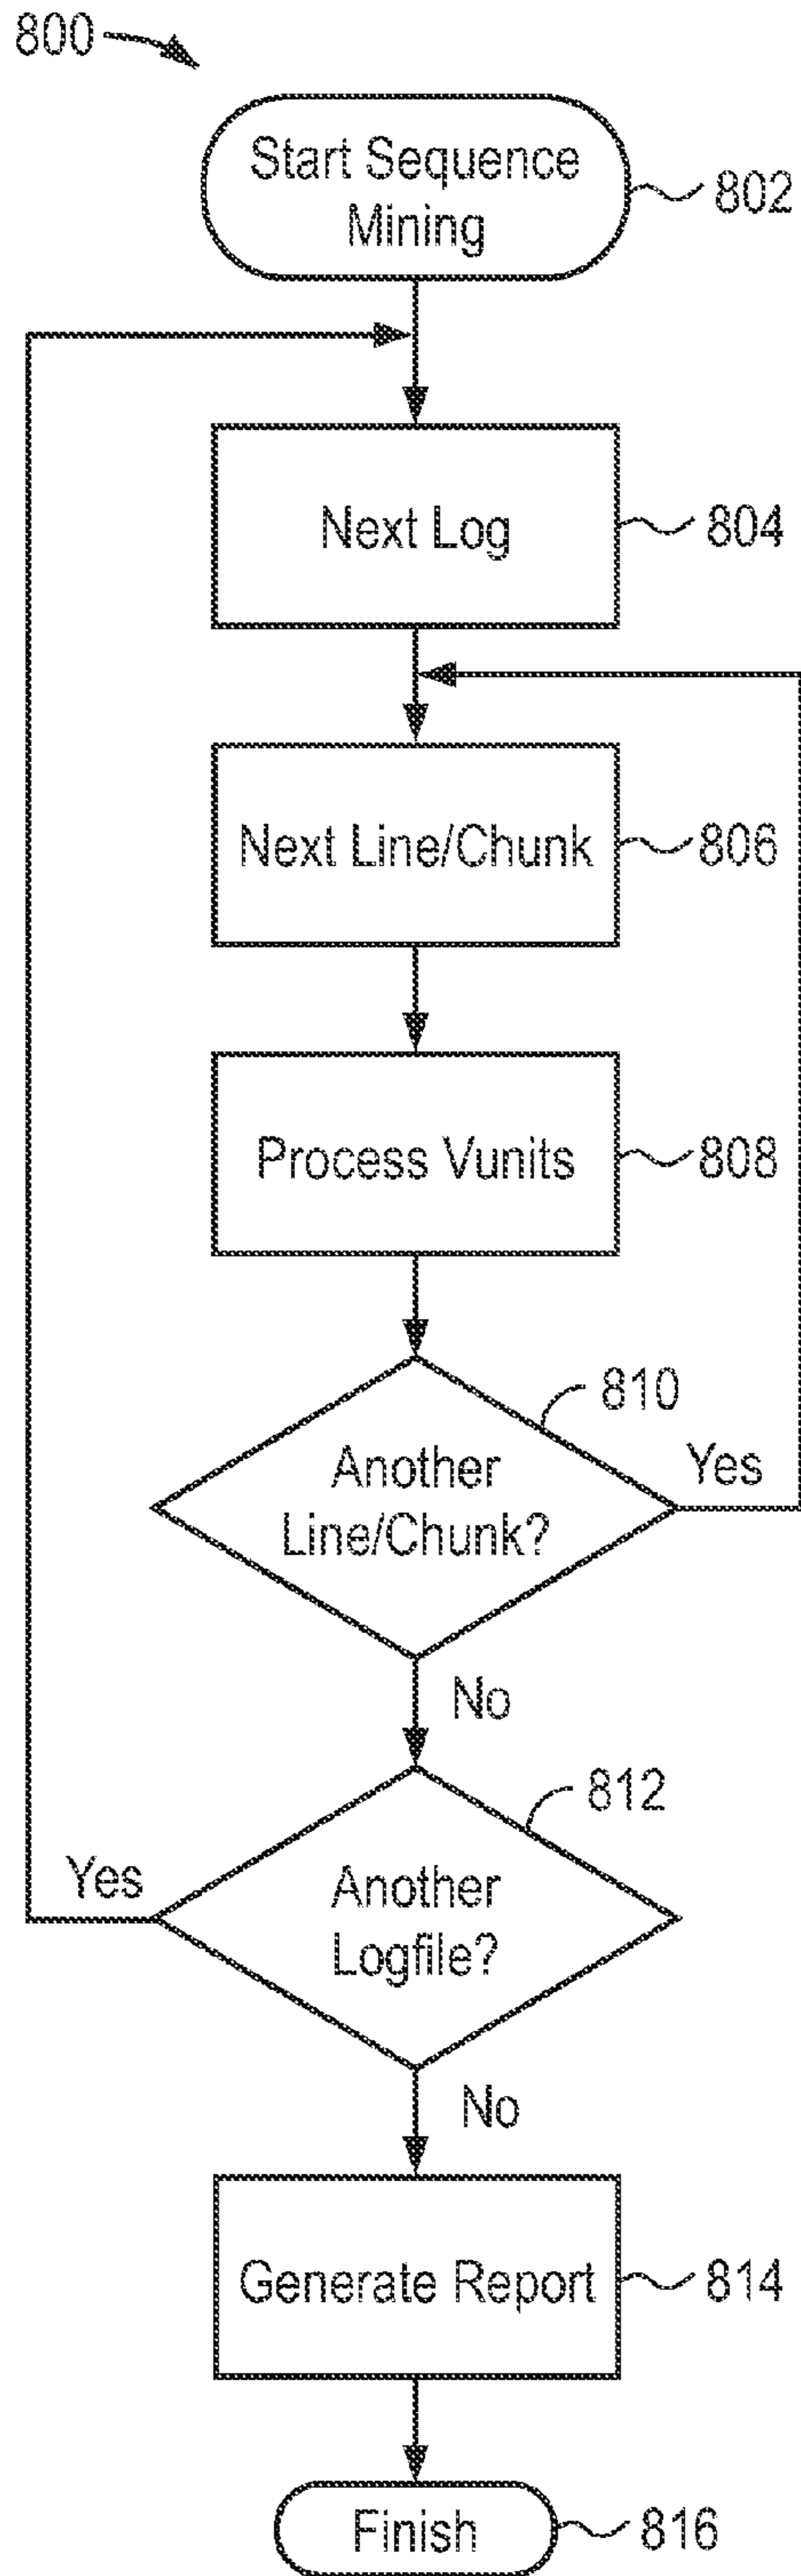 800
Start Sequence
Mining
802
Next Log
804
Next Line/Chunk
806
Process Vunits
808
810
Another
Line/Chunk?
Yes
No
812
Another
Logfile?
Yes
No
Generate Report
814
Finish
816